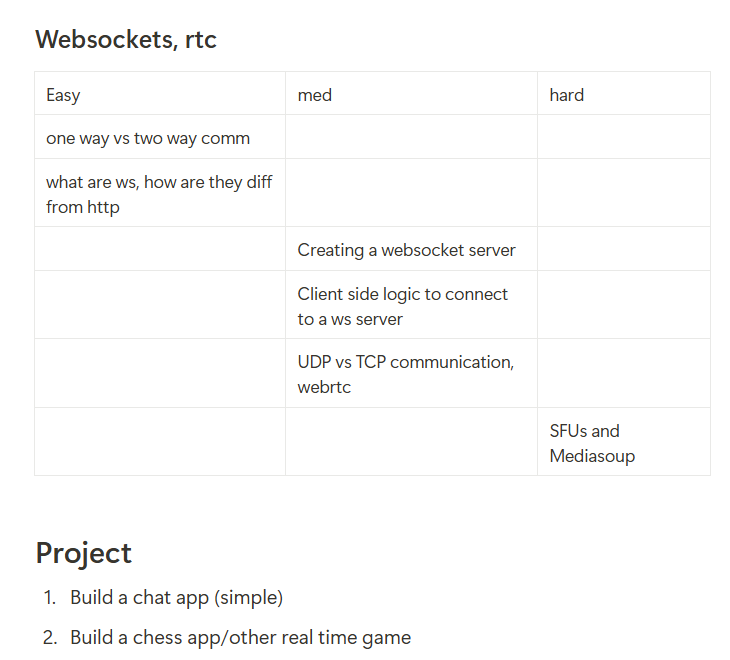 Websockets, rtc
Easy
med
hard
one way vs two way comm
what are ws, how are they diff
from http
Creating a websocket server
Client side logic to connect
to a ws server
UDP vs TCP communication,
webrtc
SFUs and
Mediasoup
Project
1. Build a chat app (simple)
2. Build a chess app/other real time game